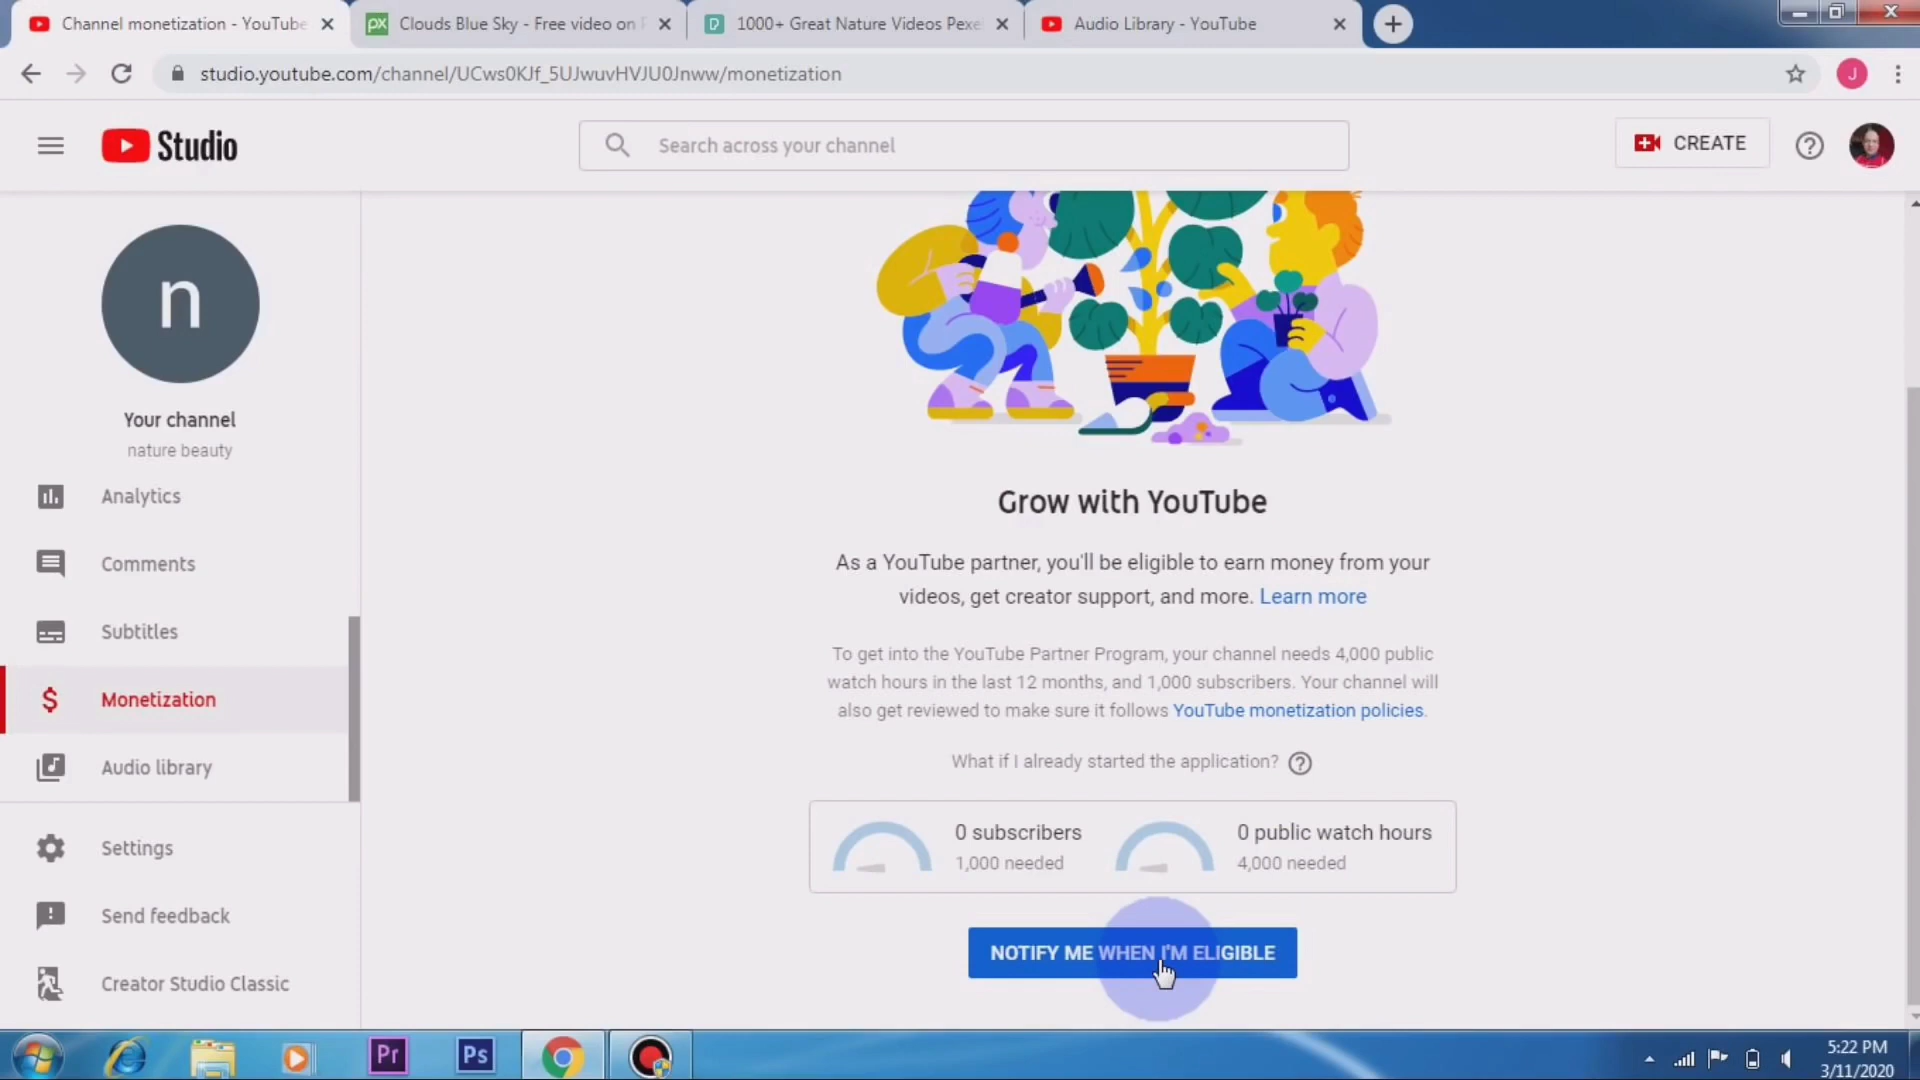 Channel monetization - YouTube
Clouds Blue Sky - Free video on P
1000+ Great Nature Videos Pexel
Audio Library - YouTube
studio.youtube.com/channel/UCws0KJf_5UJwuvHVJU0Jnww/monetization
J
Studio
Search across your channel
CREATE
n
Your channel
nature beauty
Analytics
Comments
Subtitles
Monetization
Audio library
Settings
Send feedback
Creator Studio Classic
Grow with YouTube
As a YouTube partner, you'll be eligible to earn money from your
videos, get creator support, and more. Learn more
To get into the YouTube Partner Program, your channel needs 4,000 public
watch hours in the last 12 months, and 1,000 subscribers. Your channel will
also get reviewed to make sure it follows YouTube monetization policies.
What if I already started the application?
0 subscribers
1,000 needed
0 public watch hours
4,000 needed
NOTIFY ME WHEN I'M ELIGIBLE
Pr
Ps
5:22 PM
3/11/2020